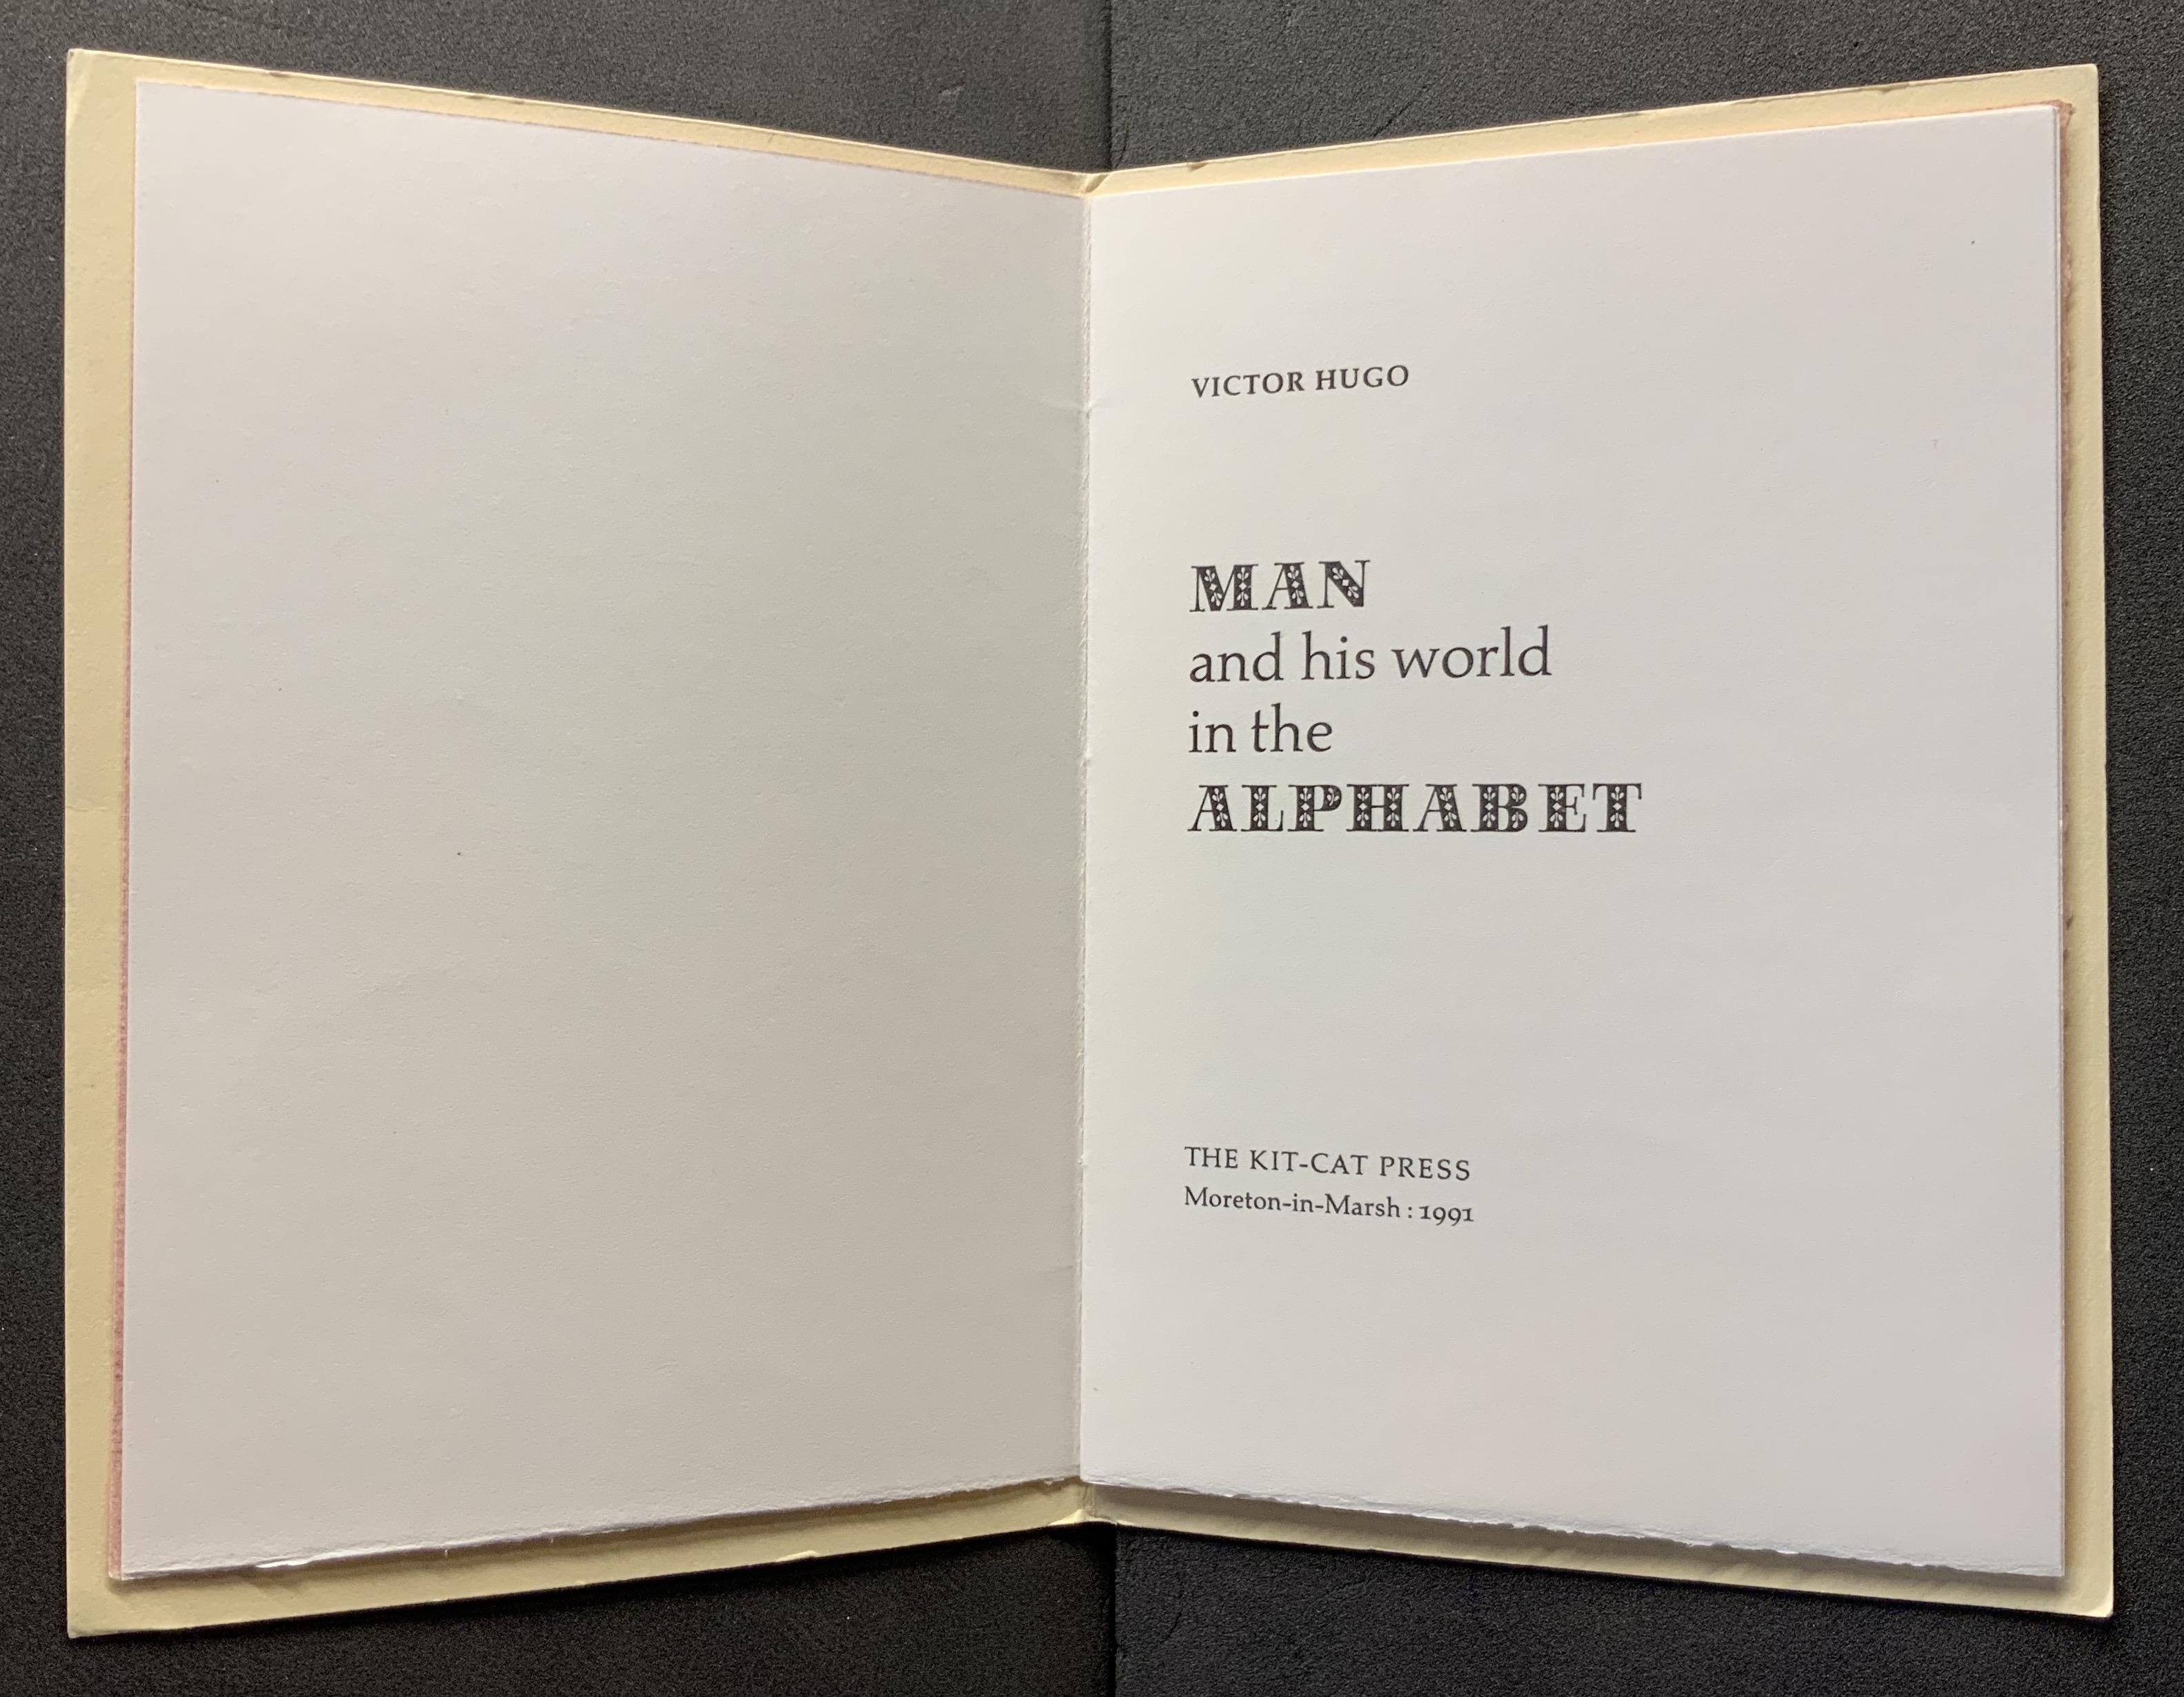 VICTOR HUGO
MAN
and his world
in the
ALPHABET
THE KIT-CAT PRESS
Moreton-in-Marsh : 1991